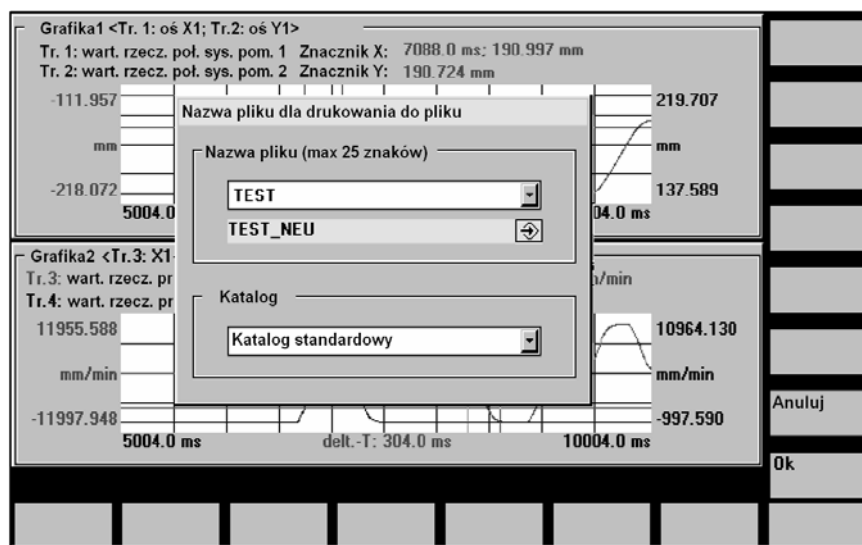 Grafika1 <Tr. 1: oś X1; Tr.2: oś Y1>
Tr. 1: wart. rzecz. poł. sys. pom. 1 Znacznik X: 7088.0 ms; 190.997 mm
Tr. 2: wart. rzecz. poł. sys. pom. 2 Znacznik Y: 190.724 mm
-111.957
219.707
mm
mm
-218.072
137.589
5004.0
04.0 ms
Nazwa pliku dla drukowania do pliku
Nazwa pliku (max 25 znaków)
TEST
TEST_NEU
Katalog
Katalog standardowy
Grafika2 <Tr.3: X1
Tr.3: wart. rzecz. pr
/min
Tr.4: wart. rzecz. pr
11955.588
10964.130
mm/min
mm/min
-11997.948
-997.590
5004.0 ms
delt.-T: 304.0 ms
10004.0 ms
Anuluj
Ok